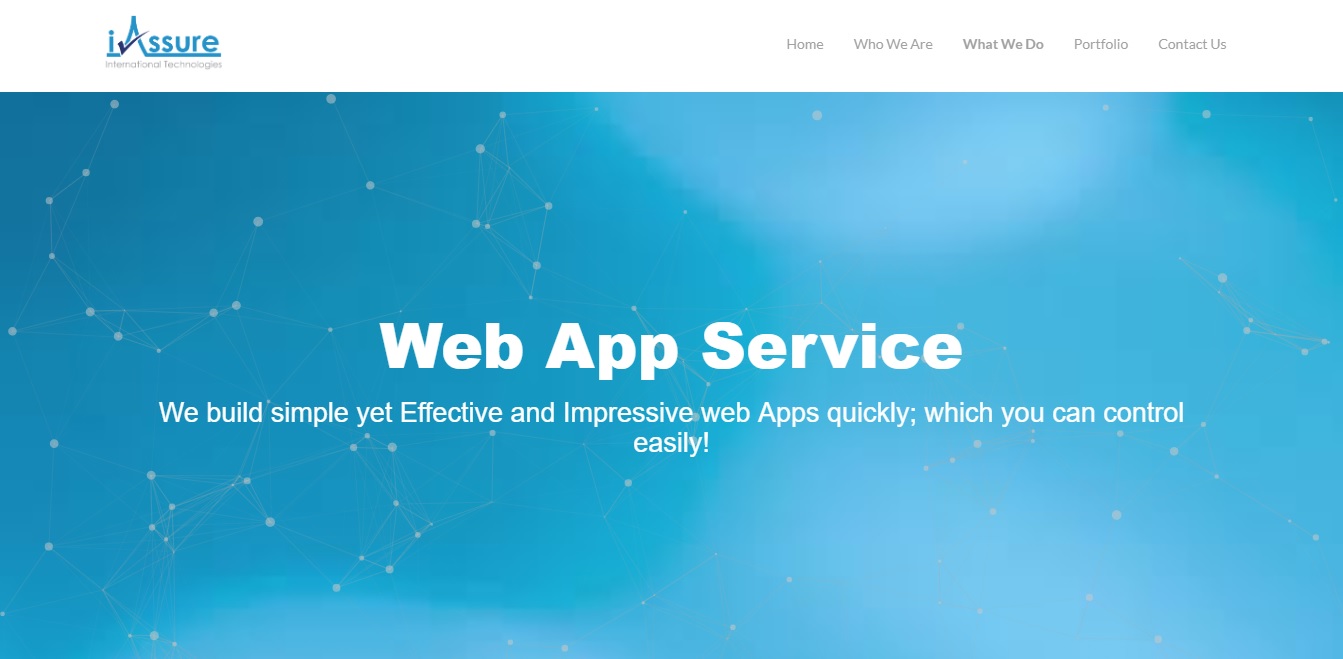 iAssure
International Technologies
Home Who We Are What We Do Portfolio Contact Us
Web App Service
We build simple yet Effective and Impressive web Apps quickly; which you can control
easily!